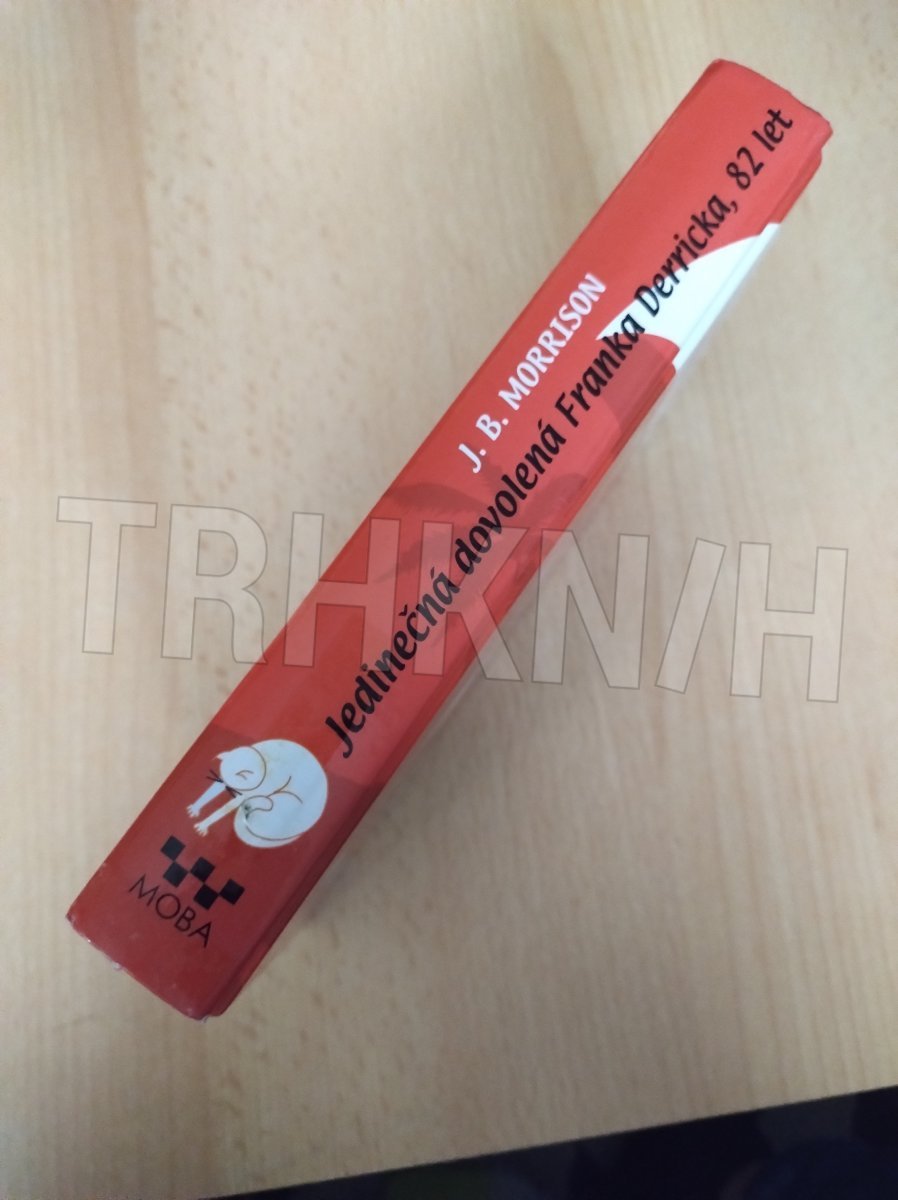 J. B. MORRISON
Jedinečná dovolená Franka Derricka, 82 let
MOBA
TRHKNIH